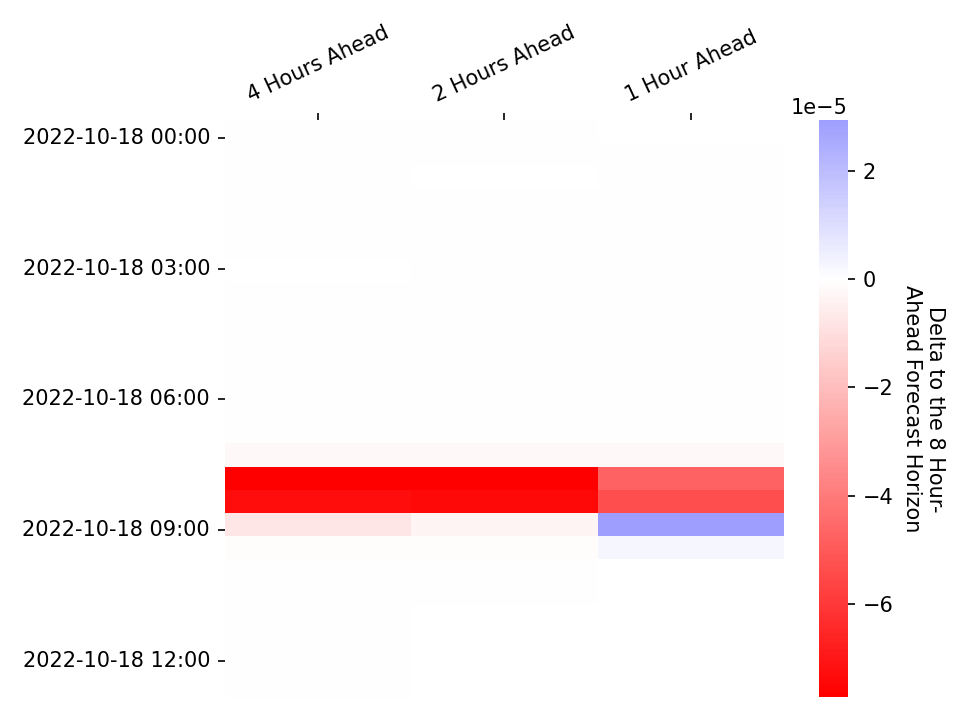 4 Hours Ahead
2 Hours Ahead
1 Hour Ahead
1e−5
2022-10-18 00:00
2022-10-18 03:00
2022-10-18 06:00
2022-10-18 09:00
2022-10-18 12:00
2
0
−2
−4
−6
Delta to the 8 Hour-
Ahead Forecast Horizon